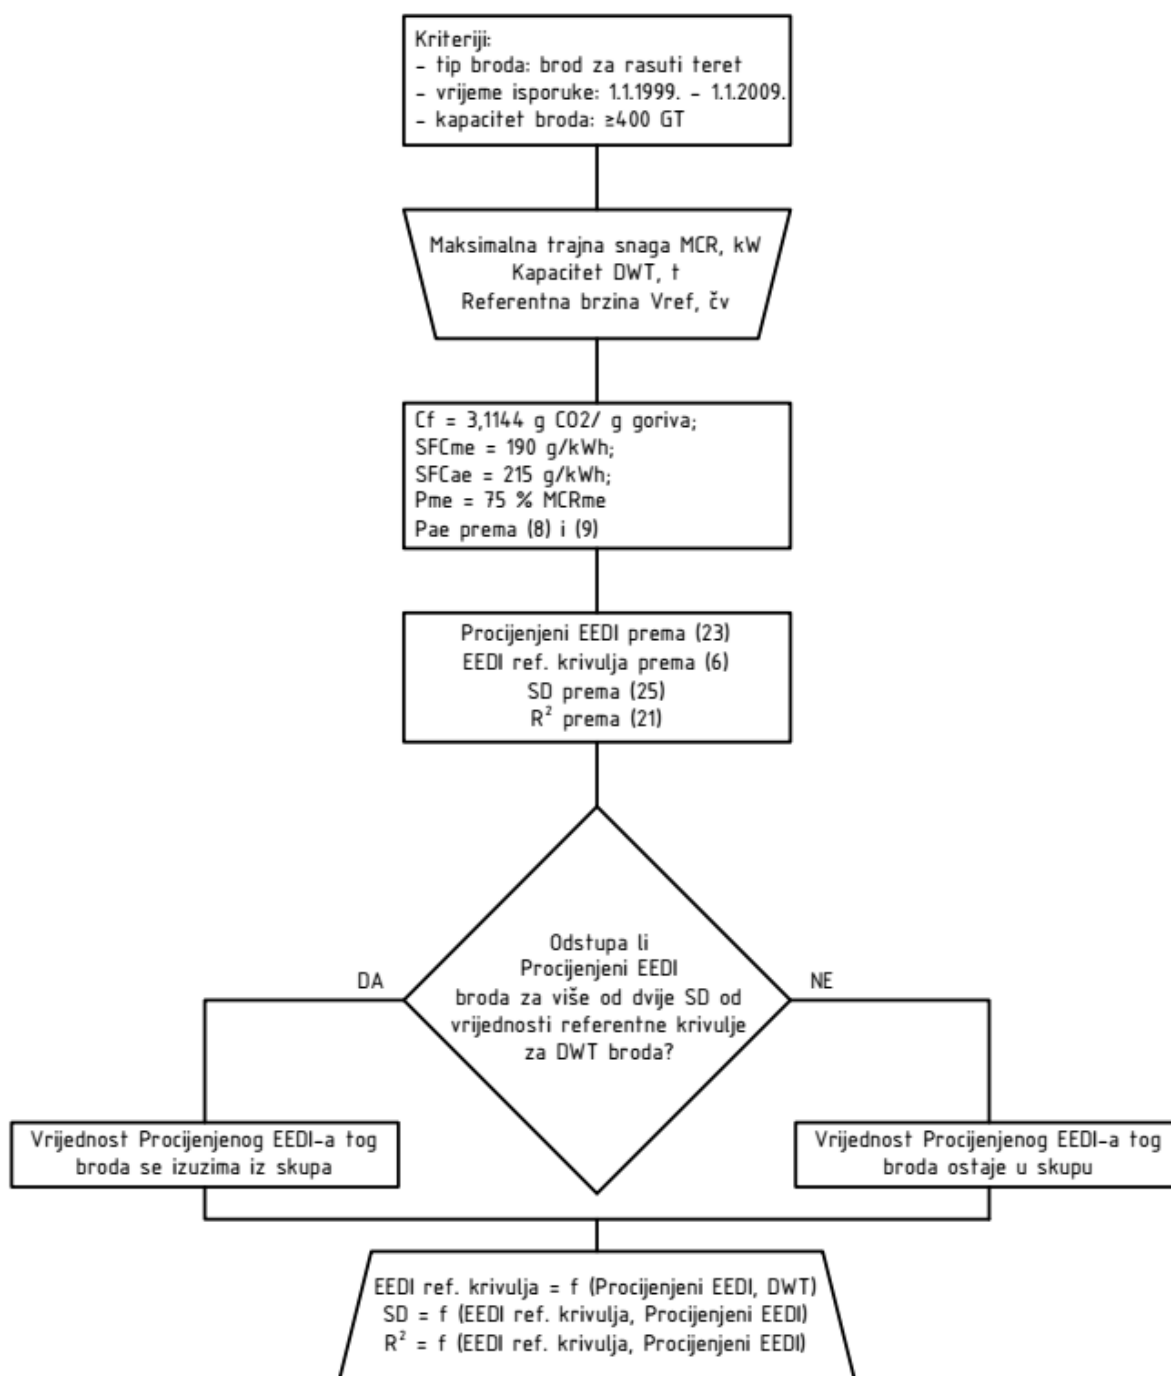 Kriteriji:
- tip broda: brod za rasuti teret
- vrijeme isporuke: 1.1.1999. - 1.1.2009.
- kapacitet broda: ≥400 GT
Maksimalna trajna snaga MCR, kW
Kapacitet DWT, t
Referentna brzina Vref, čv
Cf = 3,1144 g CO2/ g goriva;
SFCme = 190 g/kWh;
SFCae = 215 g/kWh;
Pme = 75 % MCRme
Pae prema (8) i (9)
Procijenjeni EEDI prema (23)
EEDI ref. krivulja prema (6)
SD prema (25)
R² prema (21)
Odstupa li
Procijenjeni EEDI
broda za više od dvije SD od
vrijednosti referentne krivulje
za DWT broda?
DA
NE
Vrijednost Procijenjenog EEDI-a tog
broda se izuzima iz skupa
Vrijednost Procijenjenog EEDI-a tog
broda ostaje u skupu
EEDI ref. krivulja = f (Procijenjeni EEDI, DWT)
SD = f (EEDI ref. krivulja, Procijenjeni EEDI)
R² = f (EEDI ref. krivulja, Procijenjeni EEDI)